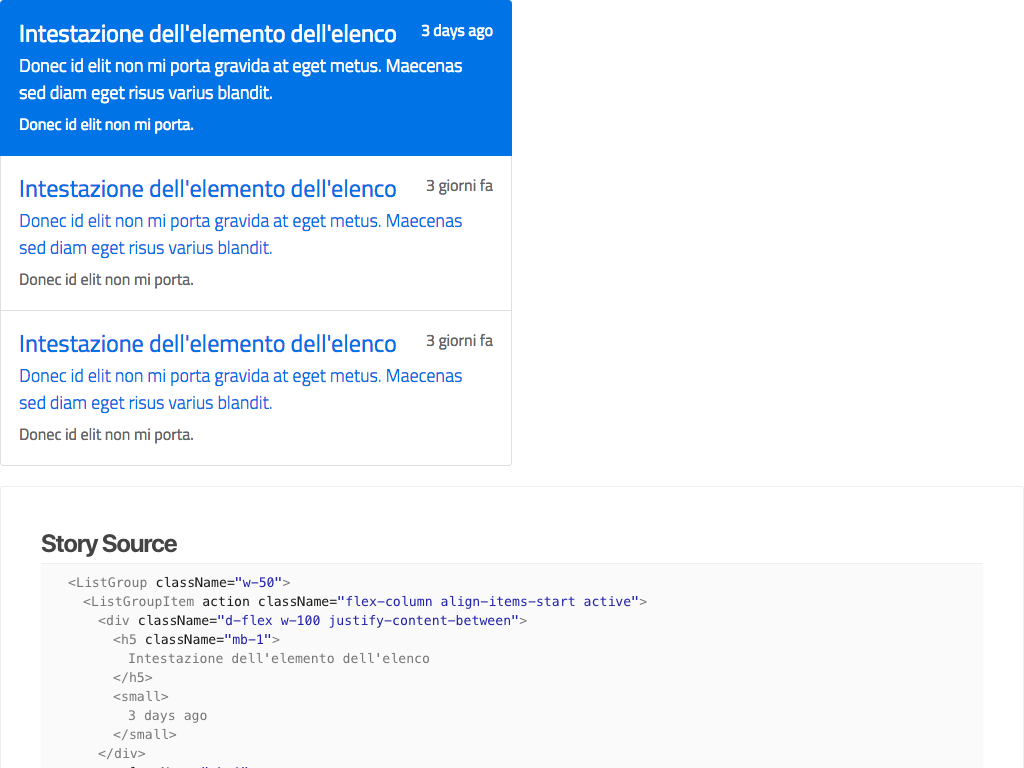 Intestazione dell'elemento dell'elenco 3 days ago
Donec id elit non mi porta gravida at eget metus. Maecenas
sed diam eget risus varius blandit.
Donec id elit non mi porta.
Intestazione dell'elemento dell'elenco 3 giorni fa
Donec id elit non mi porta gravida at eget metus. Maecenas
sed diam eget risus varius blandit.
Donec id elit non mi porta.
Intestazione dell'elemento dell'elenco 3 giorni fa
Donec id elit non mi porta gravida at eget metus. Maecenas
sed diam eget risus varius blandit.
Donec id elit non mi porta.
Story Source
<ListGroup className="w-50">
<ListGroupItem action className="flex-column align-items-start active">
<div className="d-flex w-100 justify-content-between">
<h5 className="mb-1">
Intestazione dell'elemento dell'elenco
</h5>
<small>
3 days ago
</small>
</div>